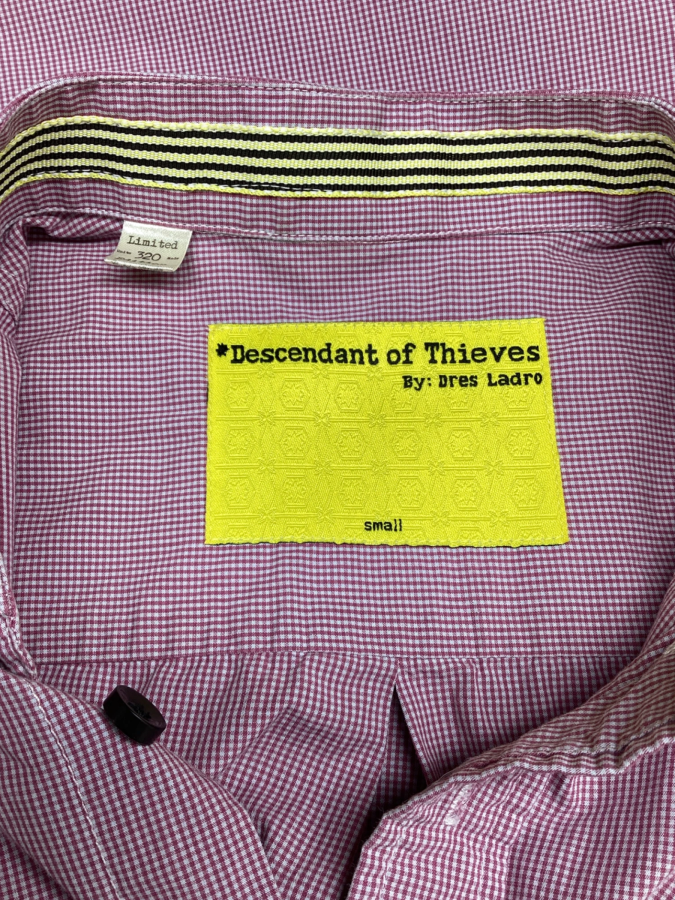 Limited
320
*Descendant of Thieves
By: Dres Ladro
small